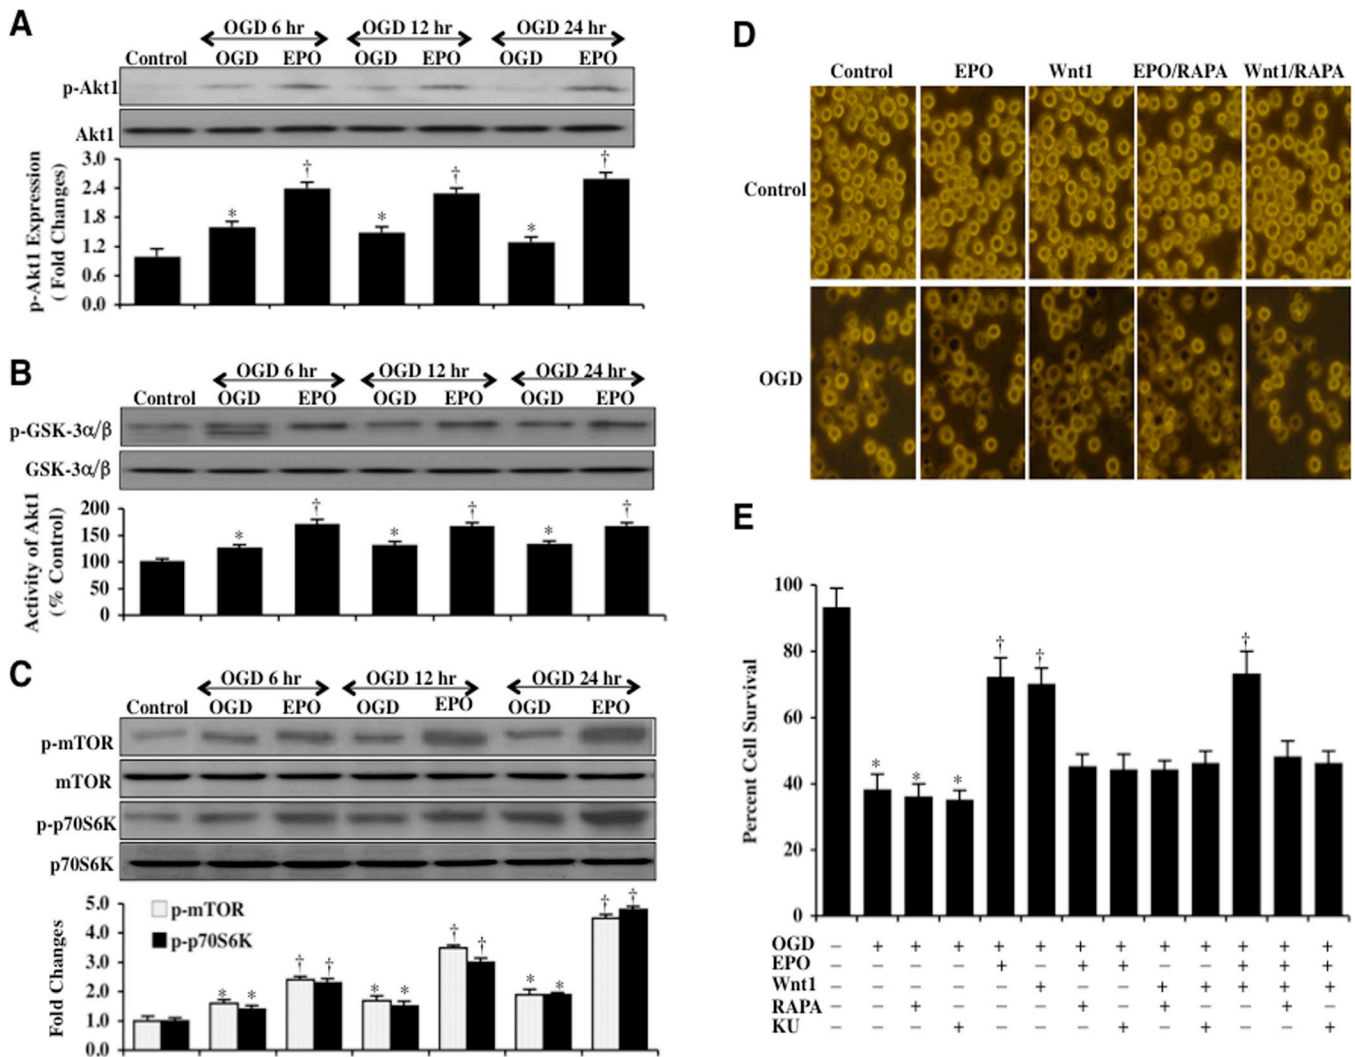 A
OGD 6 hr OGD 12 hr OGD 24 hr
Control OGD EPO OGD EPO OGD EPO
p-Akt1
Akt1
p-Akt1 Expression
( Fold Changes)
3.0
2.4
1.8
1.2
0.6
0.0
* † * † * †
B
OGD 6 hr OGD 12 hr OGD 24 hr
Control OGD EPO OGD EPO OGD EPO
p-GSK-3α/β
GSK-3α/β
Activity of Akt1
(% Control)
200
150
100
50
0
* † * † * †
C
OGD 6 hr OGD 12 hr OGD 24 hr
Control OGD EPO OGD EPO OGD EPO
p-mTOR
mTOR
p-p70S6K
p70S6K
Fold Changes
5.0
4.0
3.0
2.0
1.0
0.0
p-mTOR
p-p70S6K
* * † † * * † † * * † †
D
Control EPO Wnt1 EPO/RAPA Wnt1/RAPA
Control
OGD
E
Percent Cell Survival
100
80
60
40
20
0
* * * † † †
OGD – + + + + + + + + + + + +
EPO – – – – + – + + – – + + +
Wnt1 – – – – – + – – + + + + +
RAPA – – + – – – + – + – – + –
KU – – – + – – – + – + – – +